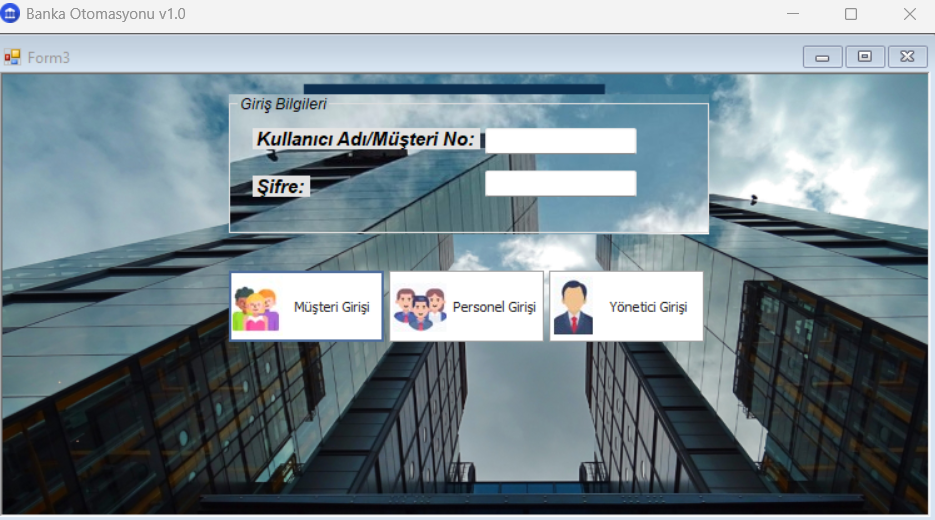 Banka Otomasyonu v1.0
Form3
Giriş Bilgileri
Kullanıcı Adı/Müşteri No:
Şifre:
Müşteri Girişi
Personel Girişi
Yönetici Girişi